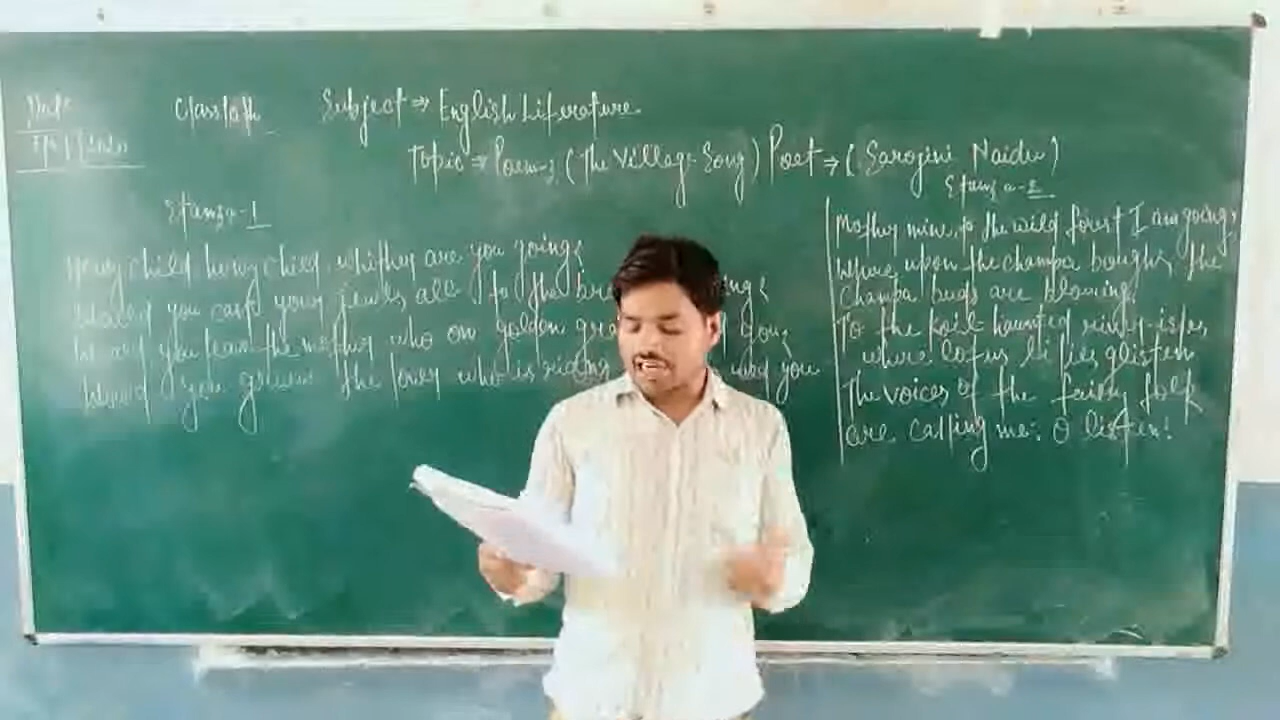 Date
Class 10th Subject ⇒ English Literature
Topic ⇒ Poem → (The Village Song) Poet → (Sarojini Naidu)
Stanza-1
Honey child honey child, whither are you going?
would you cast your jewels all to the
would you leave the mother who on golden you?
would you grieve the lover who is riding wed you
Stanza-2
Mother mine, to the wild forest I am going,
where upon the champa boughs the
Champa buds are blowing;
To the koil haunted river-isles,
where lotus lilies glisten
The voices of the fairy folk
are calling me: O listen!